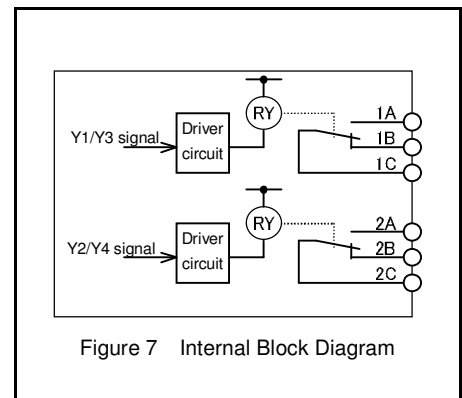 RY
Y1/Y3 signal
Driver
circuit
1A
1B
1C
RY
Y2/Y4 signal
Driver
circuit
2A
2B
2C
Figure 7 Internal Block Diagram